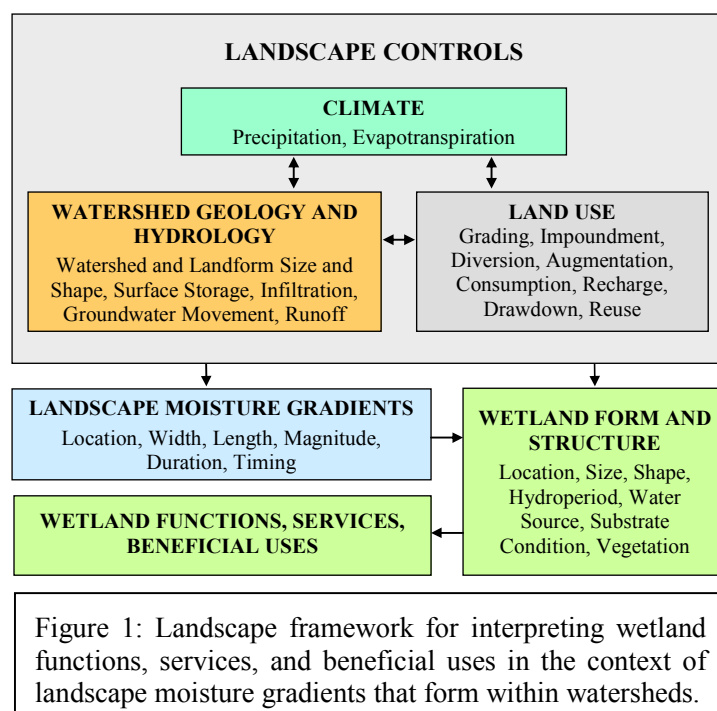 LANDSCAPE CONTROLS
CLIMATE
Precipitation, Evapotranspiration
WATERSHED GEOLOGY AND
HYDROLOGY
Watershed and Landform Size and
Shape, Surface Storage, Infiltration,
Groundwater Movement, Runoff
LAND USE
Grading, Impoundment,
Diversion, Augmentation,
Consumption, Recharge,
Drawdown, Reuse
LANDSCAPE MOISTURE GRADIENTS
Location, Width, Length, Magnitude,
Duration, Timing
WETLAND FORM AND
STRUCTURE
Location, Size, Shape,
Hydroperiod, Water
Source, Substrate
Condition, Vegetation
WETLAND FUNCTIONS, SERVICES,
BENEFICIAL USES
Figure 1: Landscape framework for interpreting wetland
functions, services, and beneficial uses in the context of
landscape moisture gradients that form within watersheds.